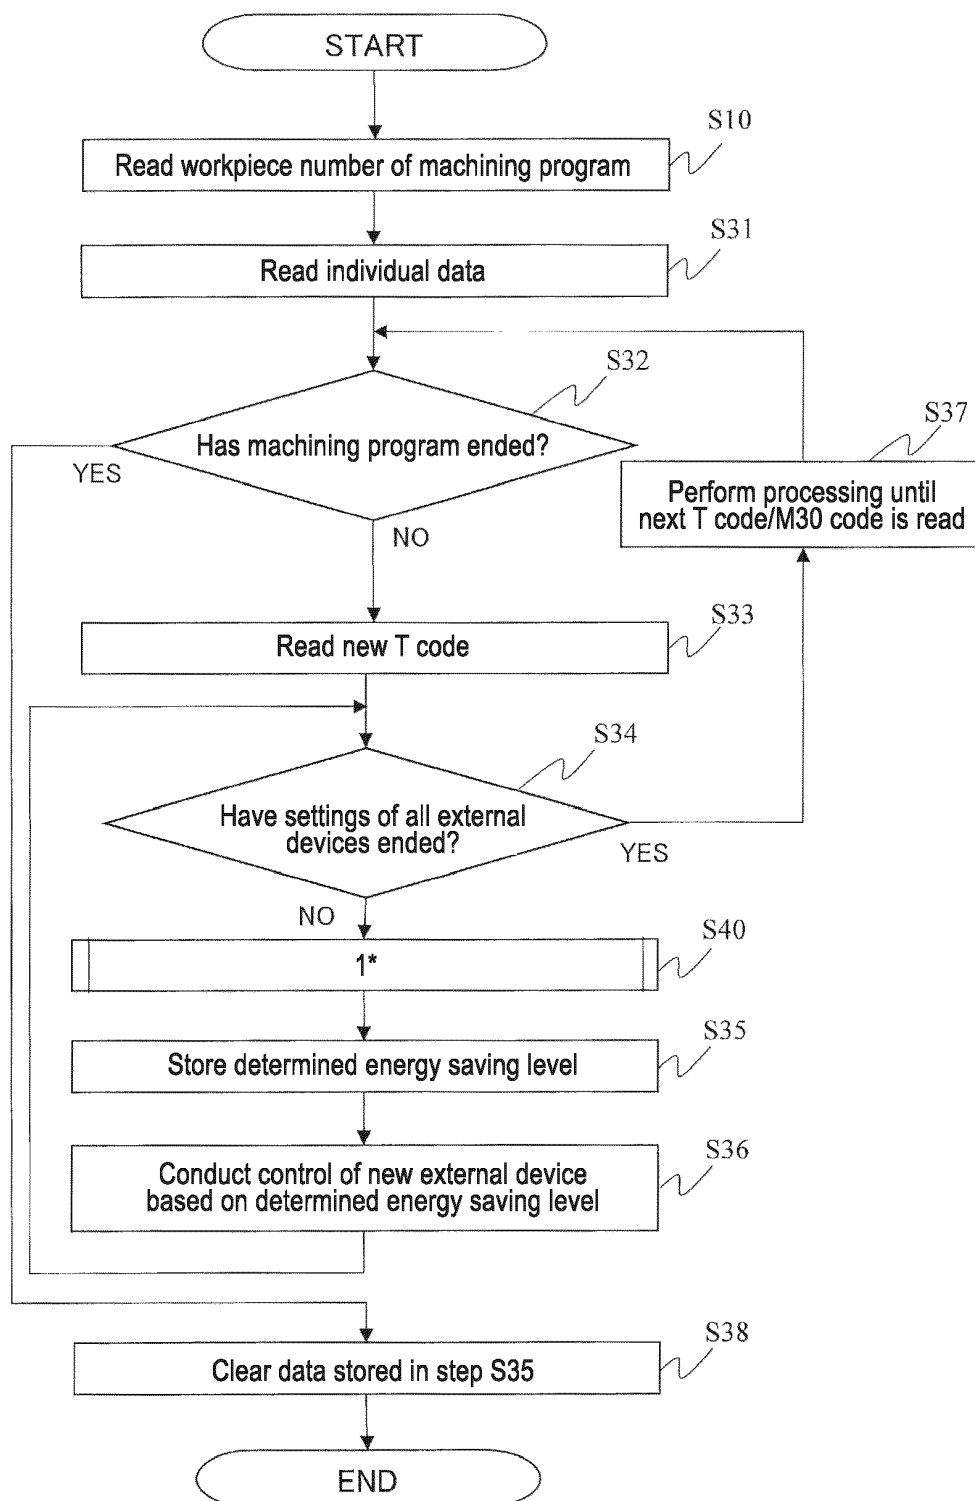 START
S10
Read workpiece number of machining program
S31
Read individual data
S32
Has machining program ended?
YES
NO
S37
Perform processing until
next T code/M30 code is read
S33
Read new T code
S34
Have settings of all external
devices ended?
YES
NO
S40
1*
S35
Store determined energy saving level
S36
Conduct control of new external device
based on determined energy saving level
S38
Clear data stored in step S35
END